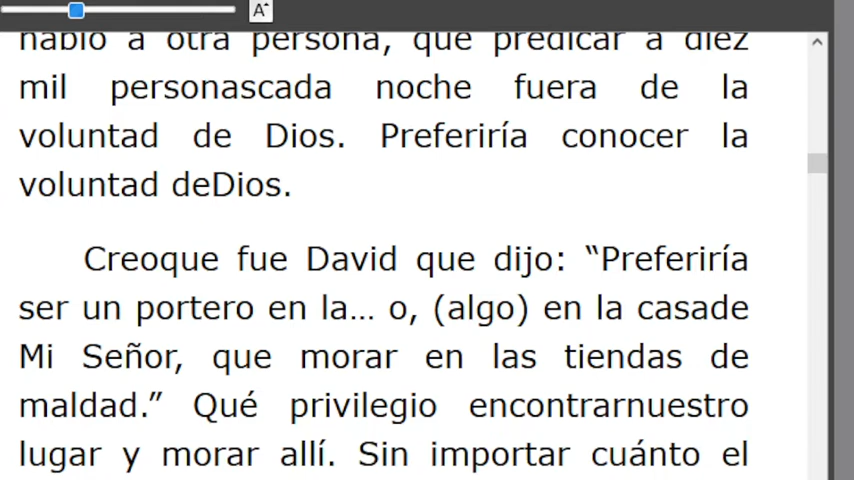 A
hablo a otra persona, que predicar a diez
mil personascada noche fuera de la
voluntad de Dios. Preferiría conocer la
voluntad deDios.
Creoque fue David que dijo: “Preferiría
ser un portero en la… o, (algo) en la casade
Mi Señor, que morar en las tiendas de
maldad.” Qué privilegio encontrarnuestro
lugar y morar allí. Sin importar cuánto el